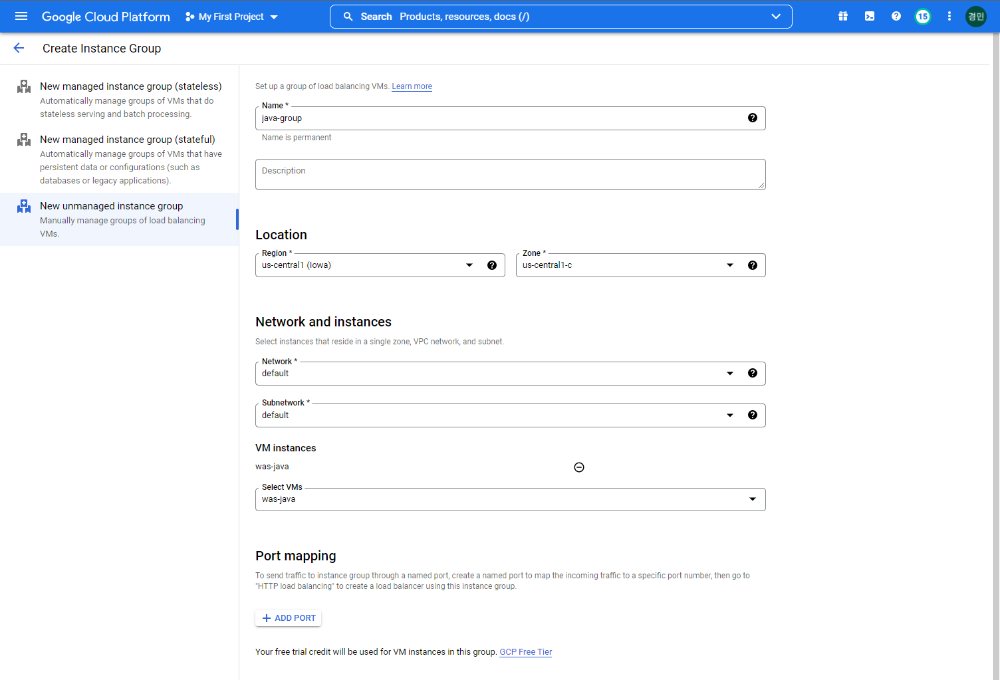 Google Cloud Platform
My First Project
Search Products, resources, docs (/)
15
경민
Create Instance Group
New managed instance group (stateless)
Automatically manage groups of VMs that do
stateless serving and batch processing.
New managed instance group (stateful)
Automatically manage groups of VMs that have
persistent data or configurations (such as
databases or legacy applications).
New unmanaged instance group
Manually manage groups of load balancing
VMs.
Set up a group of load balancing VMs. Learn more
Name *
java-group
Name is permanent
Description
Location
Region *
us-central1 (Iowa)
Zone *
us-central1-c
Network and instances
Select instances that reside in a single zone, VPC network, and subnet.
Network *
default
Subnetwork *
default
VM instances
was-java
Select VMs
was-java
Port mapping
To send traffic to instance group through a named port, create a named port to map the incoming traffic to a specific port number, then go to
"HTTP load balancing" to create a load balancer using this instance group.
ADD PORT
Your free trial credit will be used for VM instances in this group. GCP Free Tier